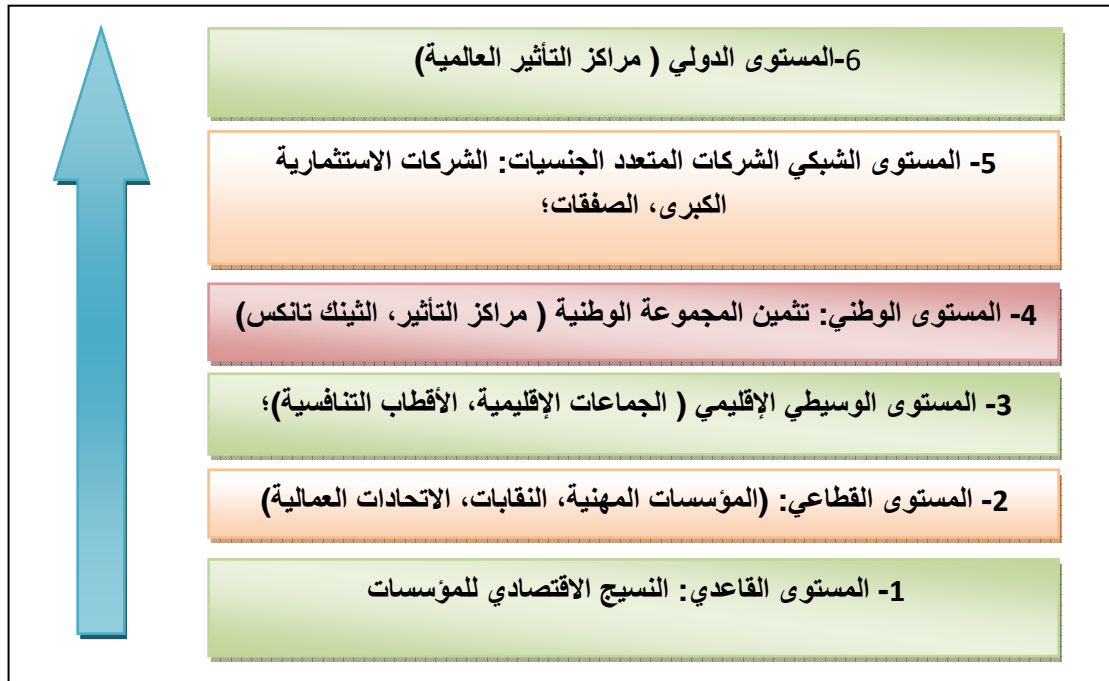 6-المستوى الدولي ( مراكز التأثير العالمية)
5- المستوى الشبكي الشركات المتعدد الجنسيات: الشركات الاستثمارية
الكبرى، الصفقات؛
4- المستوى الوطني: تثمين المجموعة الوطنية ( مراكز التأثير، الثينك تانكس)
3- المستوى الوسيطي الإقليمي ( الجماعات الإقليمية، الأقطاب التنافسية)؛
2- المستوى القطاعي: (المؤسسات المهنية، النقابات، الاتحادات العمالية)
1- المستوى القاعدي: النسيج الاقتصادي للمؤسسات